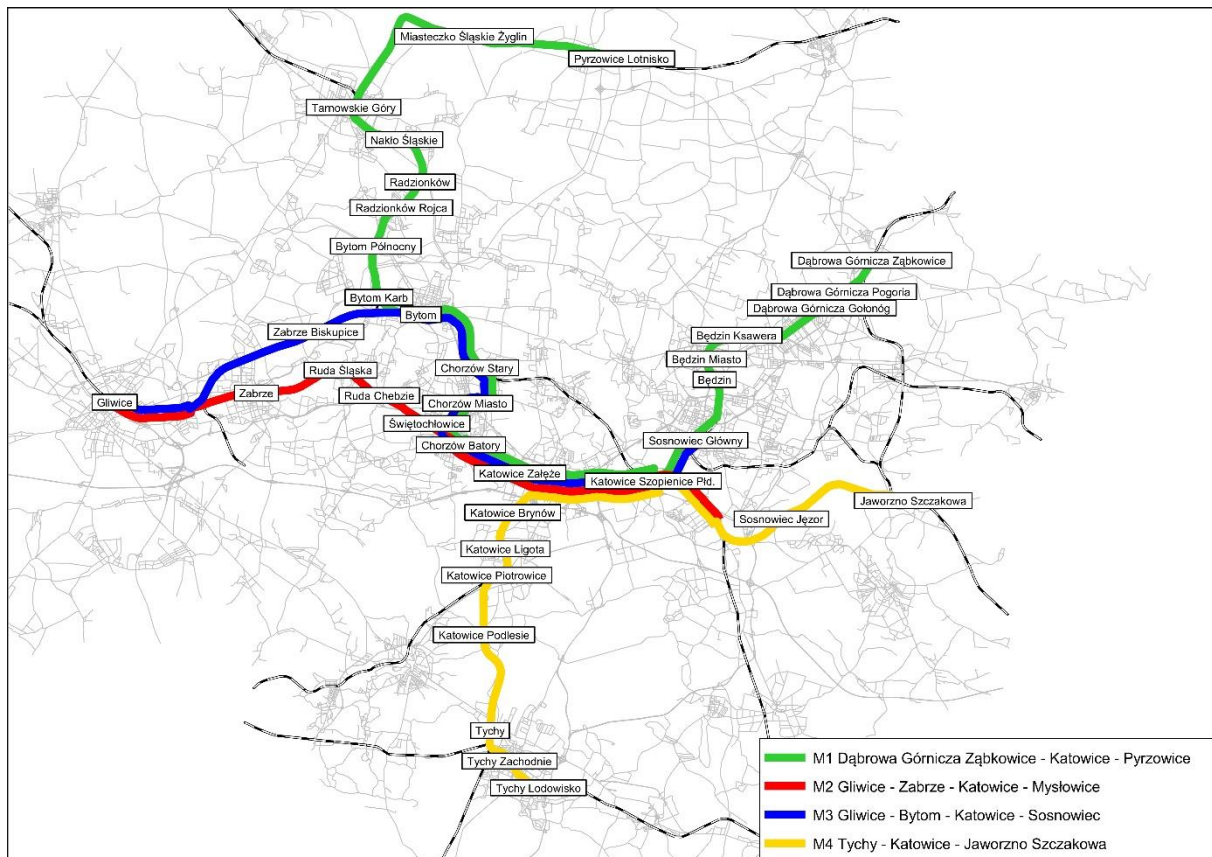 Miasteczko Śląskie Żyglin
Pyrzowice Lotnisko
Tarnowskie Góry
Nakło Śląskie
Radzionków
Radzionków Rojca
Bytom Północny
Dąbrowa Górnicza Ząbkowice
Dąbrowa Górnicza Pogoria
Bytom Karb
Dąbrowa Górnicza Gołonóg
Bytom
Zabrze Biskupice
Będzin Ksawera
Będzin Miasto
Chorzów Stary
Ruda Śląska
Będzin
Zabrze
Ruda Chebzie
Gliwice
Chorzów Miasto
Świętochłowice
Chorzów Batory
Sosnowiec Główny
Katowice Załęże
Katowice Szopienice Płd.
Jaworzno Szczakowa
Katowice Brynów
Sosnowiec Jęzor
Katowice Ligota
Katowice Piotrowice
Katowice Podlesie
Tychy
Tychy Zachodnie
Tychy Lodowisko
M1 Dąbrowa Górnicza Ząbkowice - Katowice - Pyrzowice
M2 Gliwice - Zabrze - Katowice - Mysłowice
M3 Gliwice - Bytom - Katowice - Sosnowiec
M4 Tychy - Katowice - Jaworzno Szczakowa